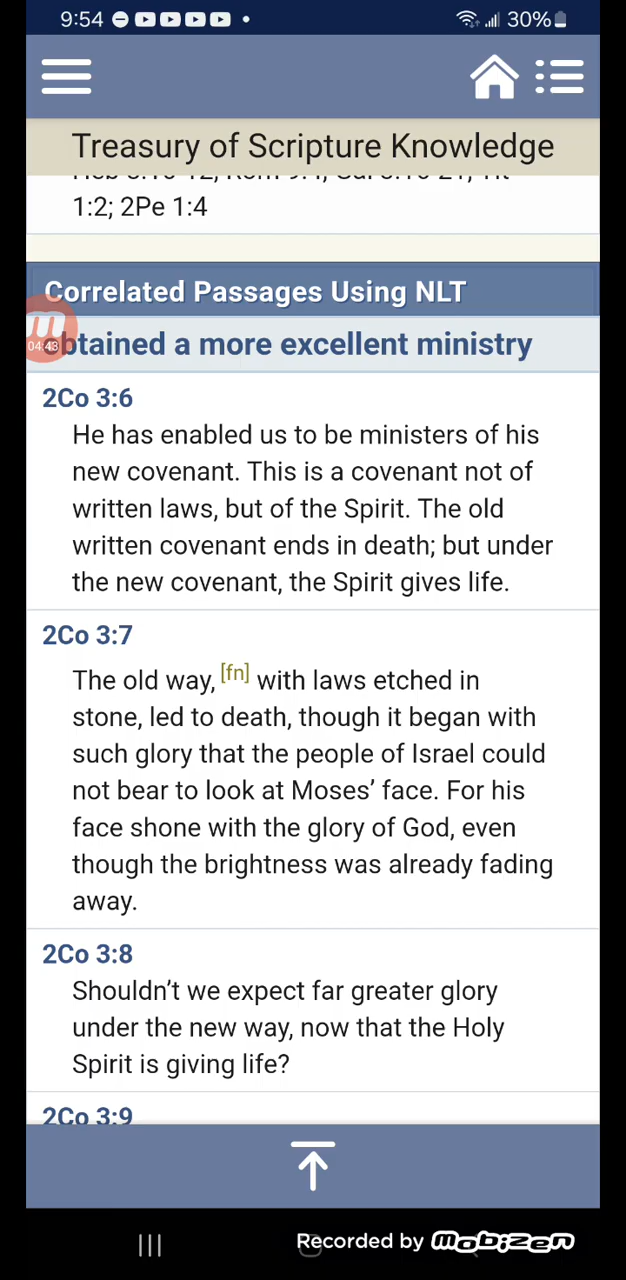 9:54
30%
Treasury of Scripture Knowledge
1:2; 2Pe 1:4
Correlated Passages Using NLT
04:43
obtained a more excellent ministry
2Co 3:6
He has enabled us to be ministers of his
new covenant. This is a covenant not of
written laws, but of the Spirit. The old
written covenant ends in death; but under
the new covenant, the Spirit gives life.
2Co 3:7
The old way, [fn] with laws etched in
stone, led to death, though it began with
such glory that the people of Israel could
not bear to look at Moses’ face. For his
face shone with the glory of God, even
though the brightness was already fading
away.
2Co 3:8
Shouldn’t we expect far greater glory
under the new way, now that the Holy
Spirit is giving life?
2Co 3:9
Recorded by mobizen